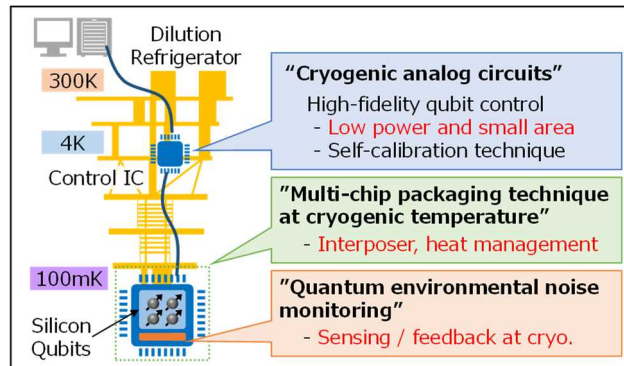 Dilution
Refrigerator
300K
4K
Control IC
100mK
Silicon
Qubits
“Cryogenic analog circuits”
High-fidelity qubit control
- Low power and small area
- Self-calibration technique
”Multi-chip packaging technique
at cryogenic temperature”
- Interposer, heat management
”Quantum environmental noise
monitoring”
- Sensing / feedback at cryo.